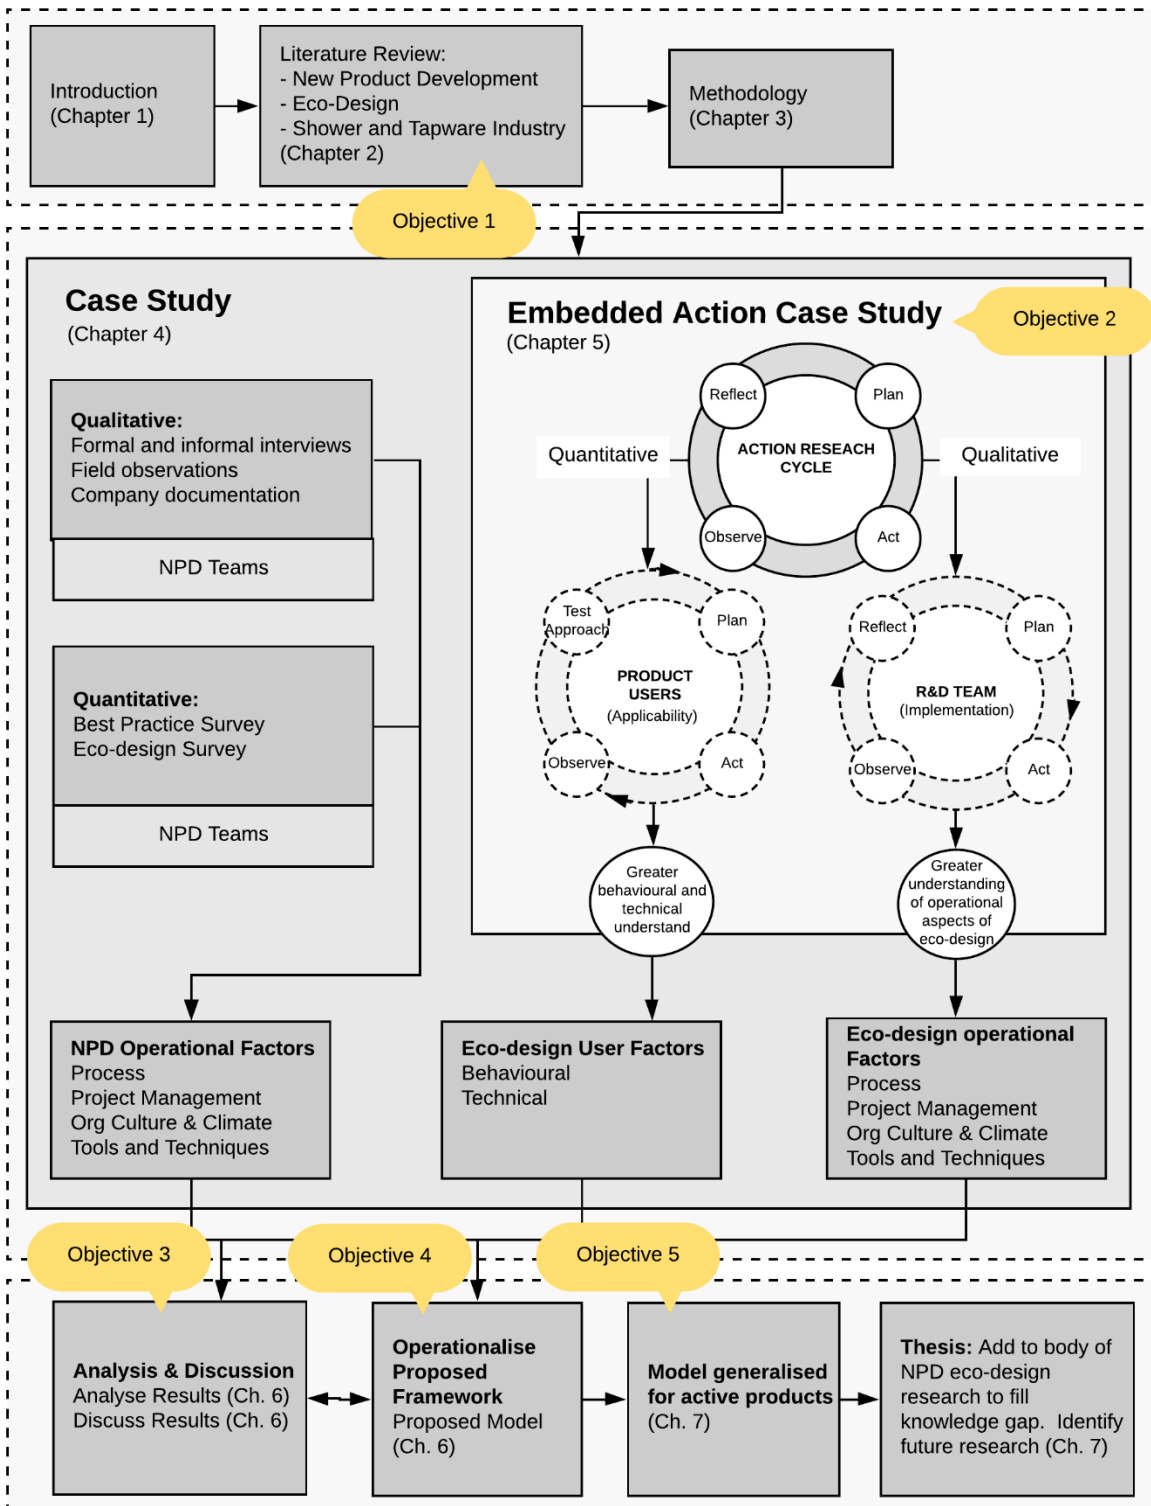 Introduction
(Chapter 1)
Literature Review:
- New Product Development
- Eco-Design
- Shower and Tapware Industry
(Chapter 2)
Methodology
(Chapter 3)
Objective 1
Case Study
(Chapter 4)
Qualitative:
Formal and informal interviews
Field observations
Company documentation
NPD Teams
Quantitative:
Best Practice Survey
Eco-design Survey
NPD Teams
Embedded Action Case Study
(Chapter 5)
Objective 2
Reflect
Plan
ACTION RESEACH
CYCLE
Observe
Act
Quantitative
Qualitative
Test
Approach
Plan
PRODUCT
USERS
(Applicability)
Observe
Act
Reflect
Plan
R&D TEAM
(Implementation)
Observe
Act
Greater
behavioural and
technical
understand
Greater
understanding
of operational
aspects of
eco-design
NPD Operational Factors
Process
Project Management
Org Culture & Climate
Tools and Techniques
Eco-design User Factors
Behavioural
Technical
Eco-design operational
Factors
Process
Project Management
Org Culture & Climate
Tools and Techniques
Objective 3
Objective 4
Objective 5
Analysis & Discussion
Analyse Results (Ch. 6)
Discuss Results (Ch. 6)
Operationalise
Proposed
Framework
Proposed Model
(Ch. 6)
Model generalised
for active products
(Ch. 7)
Thesis: Add to body of
NPD eco-design
research to fill
knowledge gap. Identify
future research (Ch. 7)